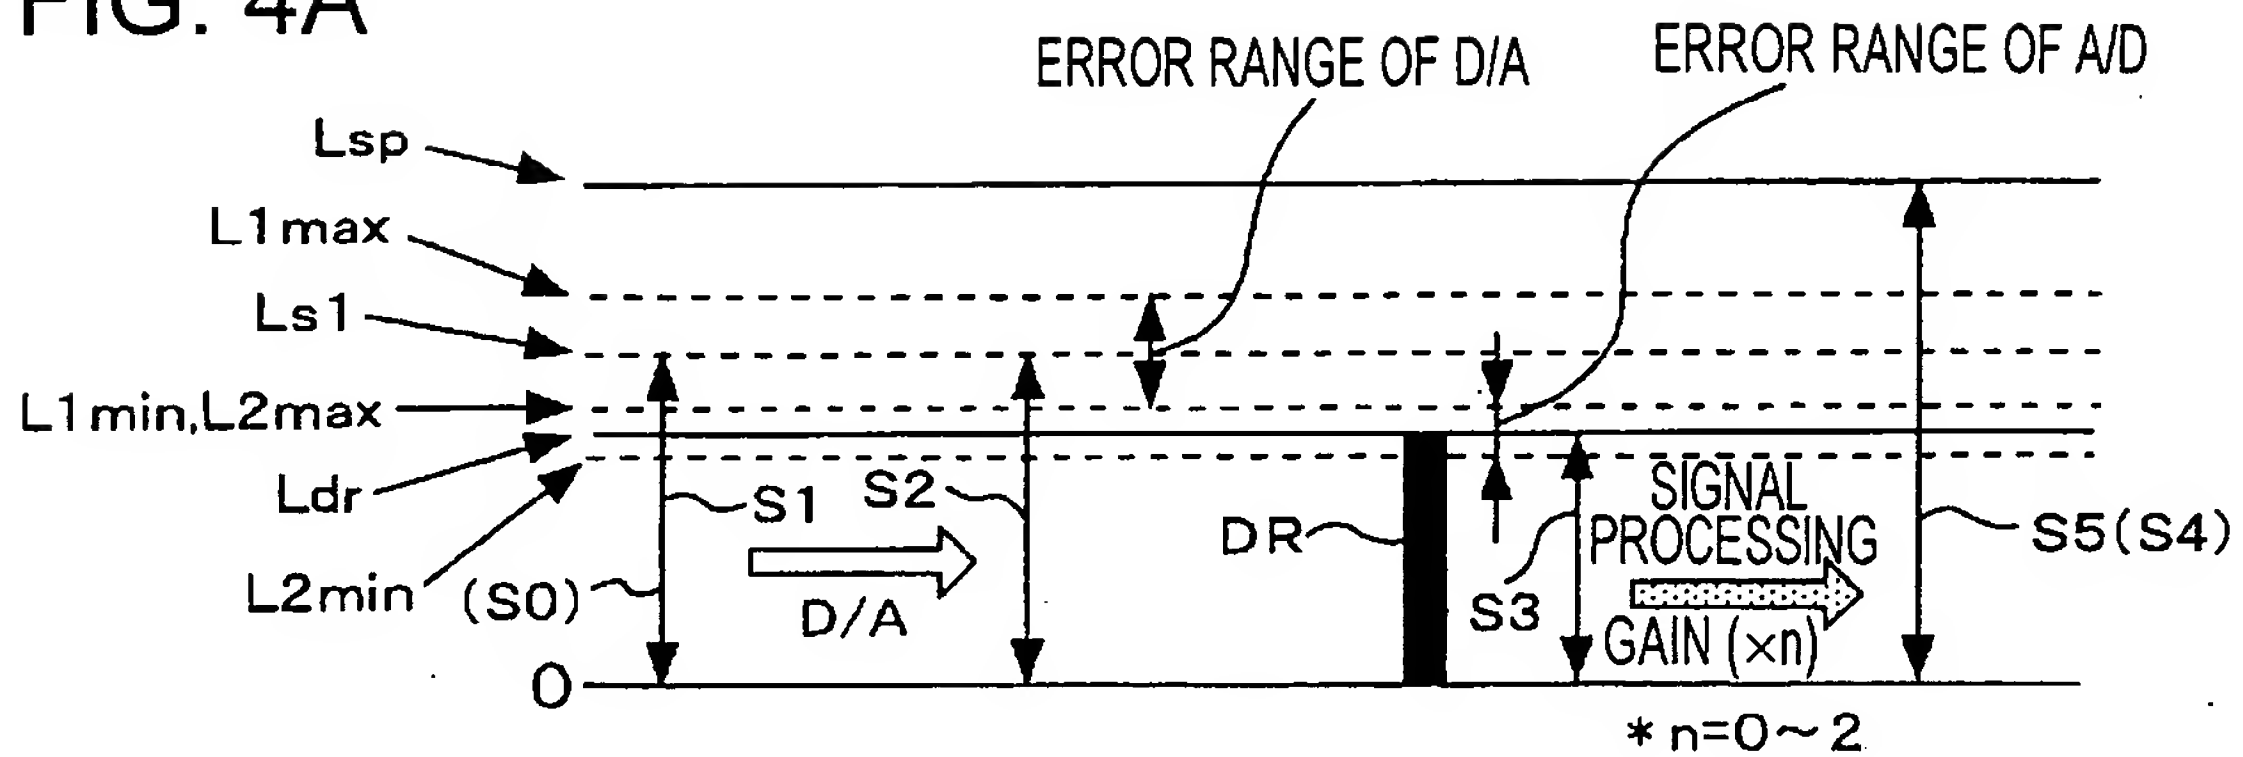 FIG. 4A
ERROR RANGE OF D/A
ERROR RANGE OF A/D
Lsp
L1max
Ls1
L1min,L2max
Ldr
L2min
(S0)
S1
S2
D/A
DR
S3
SIGNAL
PROCESSING
GAIN (×n)
S5(S4)
0
*n=0~2